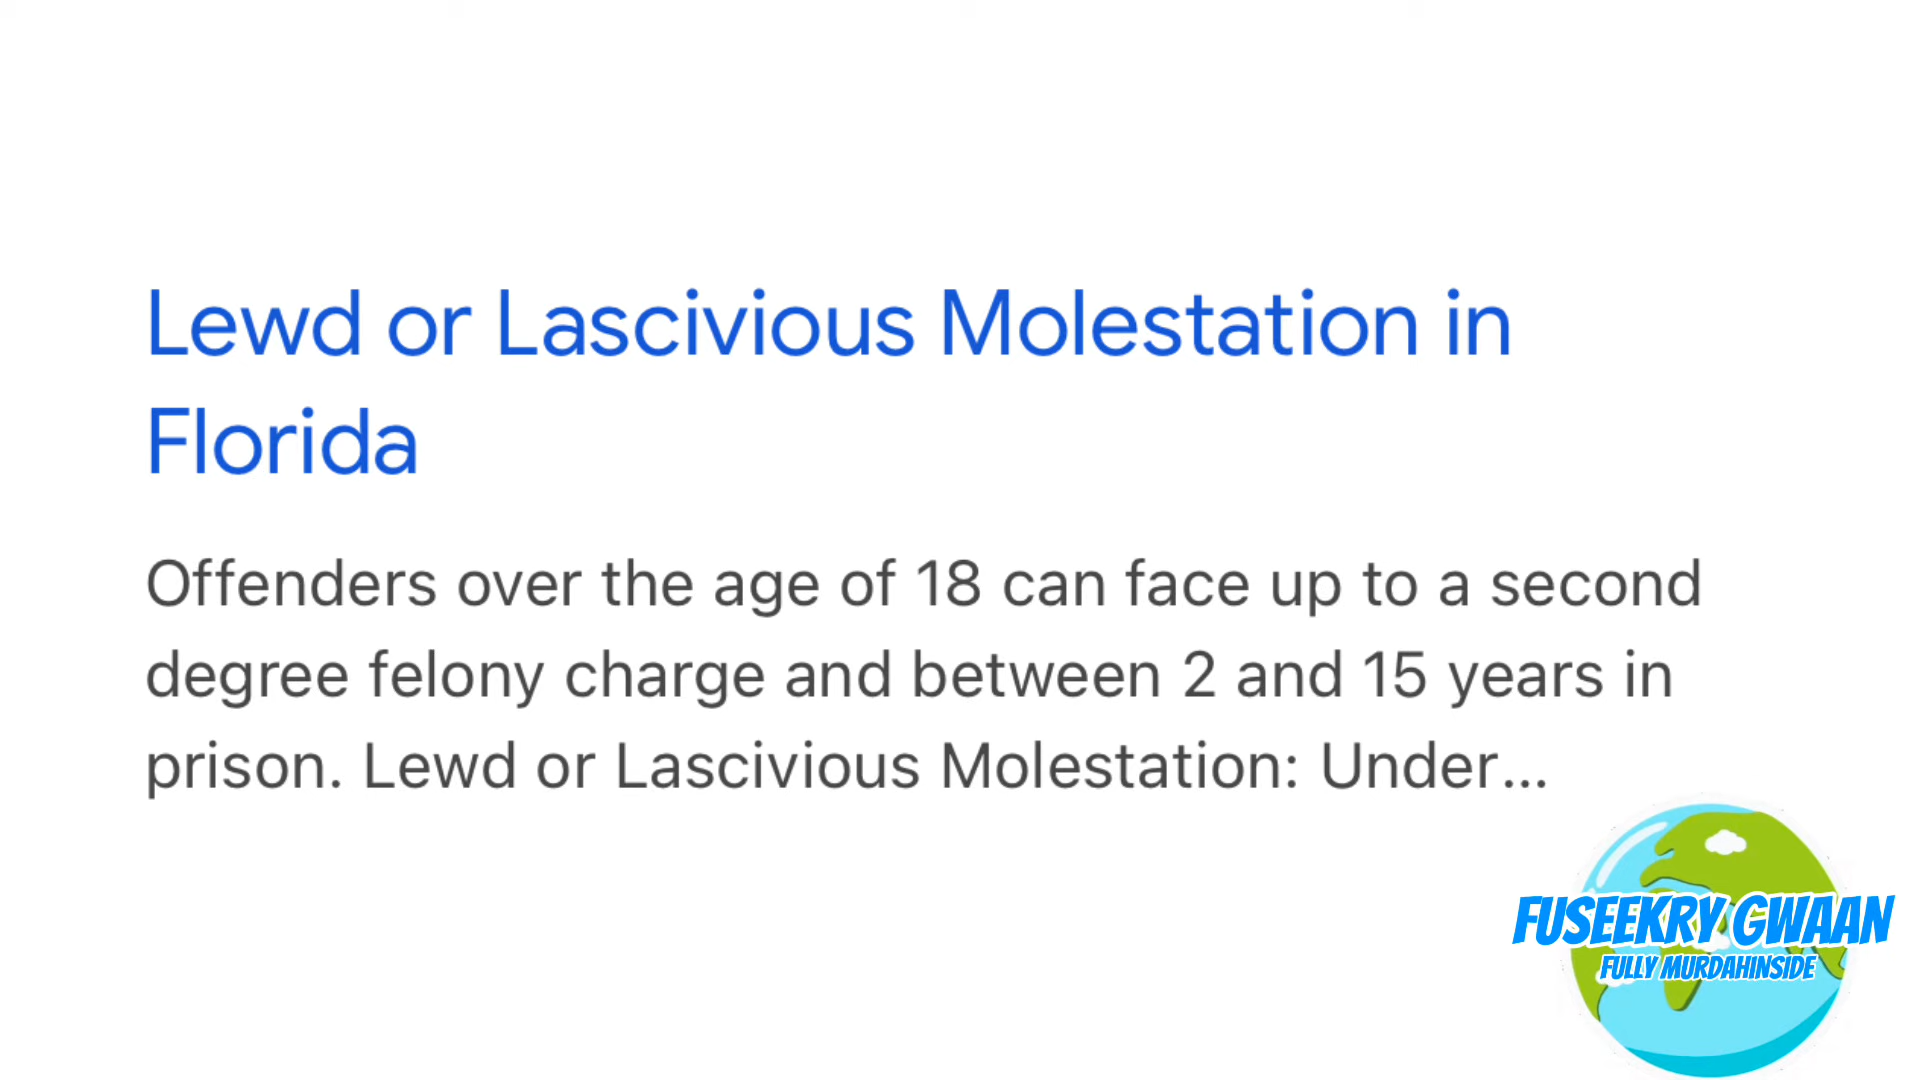 Lewd or Lascivious Molestation in
Florida
Offenders over the age of 18 can face up to a second
degree felony charge and between 2 and 15 years in
prison. Lewd or Lascivious Molestation: Under...
FUSEEKRY GWAAN
FULLY MURDAHINSIDE